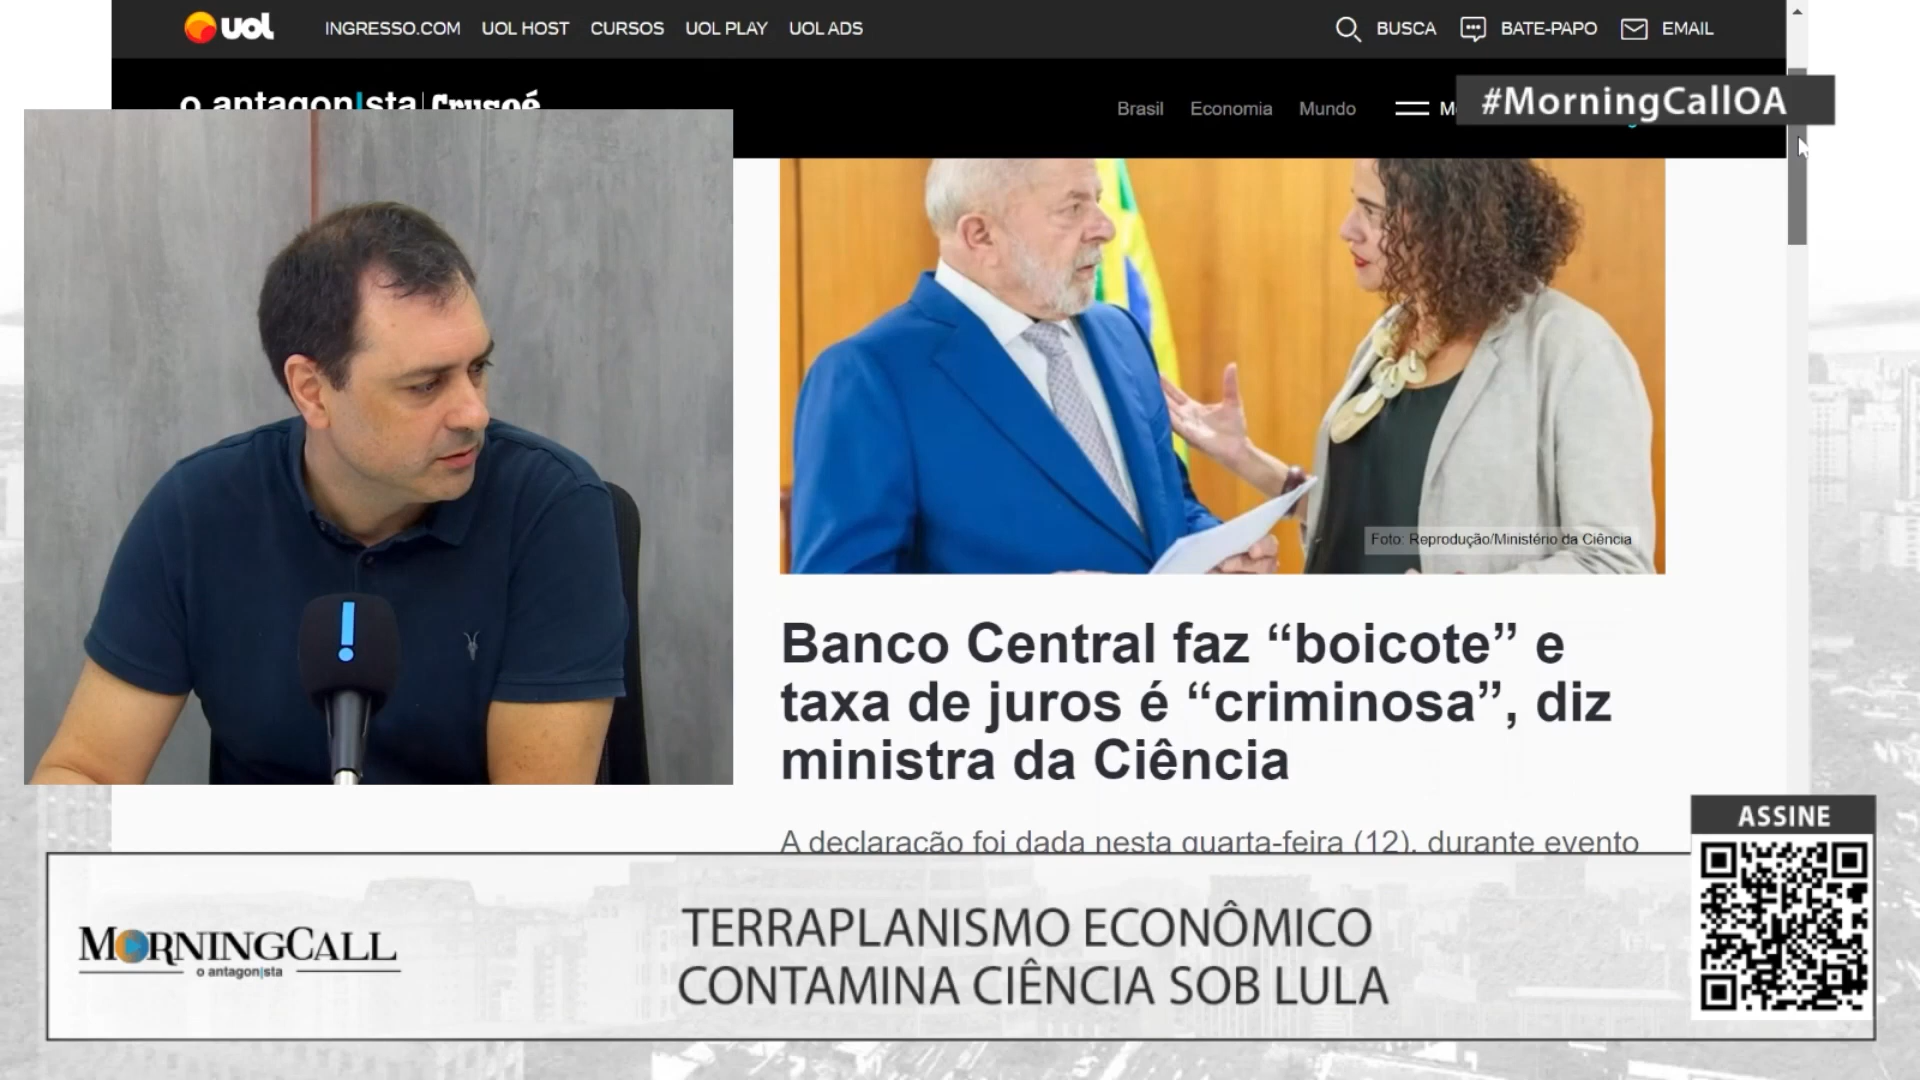 uol INGRESSO.COM UOL HOST CURSOS UOL PLAY UOL ADS BUSCA BATE-PAPO EMAIL
o antagonista Crusoé Brasil Economia Mundo
#MorningCallOA
Foto: Reprodução/Ministério da Ciência
Banco Central faz “boicote” e
taxa de juros é “criminosa”, diz
ministra da Ciência
A declaração foi dada nesta quarta-feira (12), durante evento
ASSINE
MORNINGCALL
o antagonista
TERRAPLANISMO ECONÔMICO
CONTAMINA CIÊNCIA SOB LULA